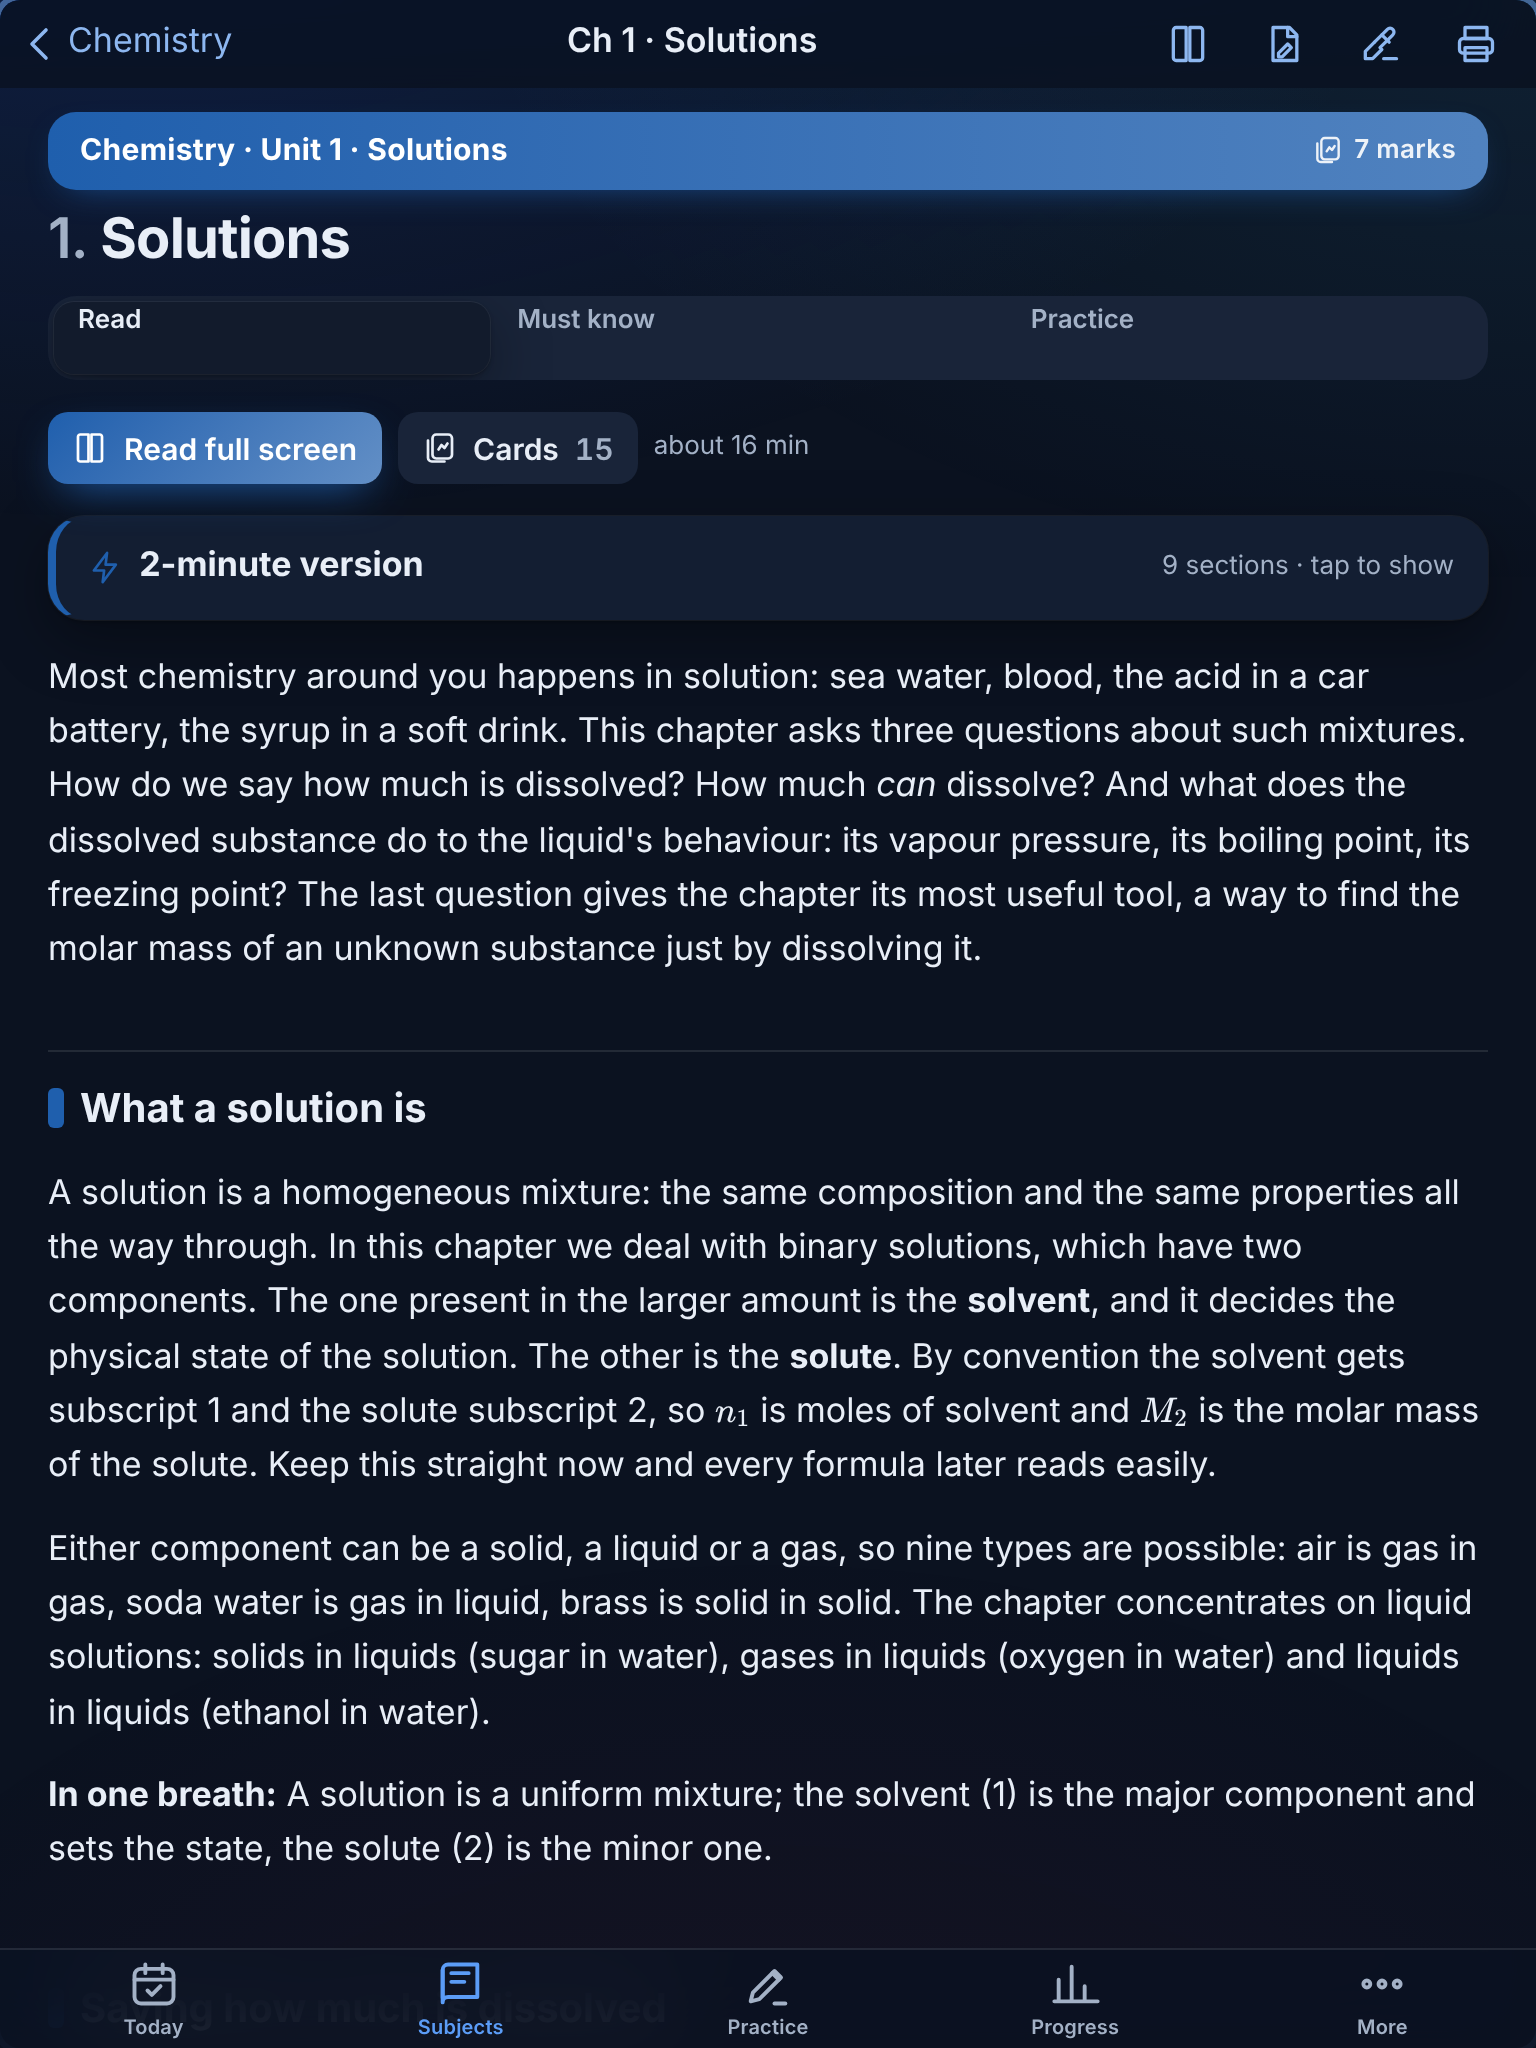 Chemistry
Ch 1 · Solutions
Chemistry · Unit 1 · Solutions
7 marks
1. Solutions
Read
Must know
Practice
Read full screen
Cards 15
about 16 min
2-minute version
9 sections · tap to show
Most chemistry around you happens in solution: sea water, blood, the acid in a car
battery, the syrup in a soft drink. This chapter asks three questions about such mixtures.
How do we say how much is dissolved? How much can dissolve? And what does the
dissolved substance do to the liquid's behaviour: its vapour pressure, its boiling point, its
freezing point? The last question gives the chapter its most useful tool, a way to find the
molar mass of an unknown substance just by dissolving it.
What a solution is
A solution is a homogeneous mixture: the same composition and the same properties all
the way through. In this chapter we deal with binary solutions, which have two
components. The one present in the larger amount is the solvent, and it decides the
physical state of the solution. The other is the solute. By convention the solvent gets
subscript 1 and the solute subscript 2, so n₁ is moles of solvent and M₂ is the molar mass
of the solute. Keep this straight now and every formula later reads easily.
Either component can be a solid, a liquid or a gas, so nine types are possible: air is gas in
gas, soda water is gas in liquid, brass is solid in solid. The chapter concentrates on liquid
solutions: solids in liquids (sugar in water), gases in liquids (oxygen in water) and liquids
in liquids (ethanol in water).
In one breath: A solution is a uniform mixture; the solvent (1) is the major component and
sets the state, the solute (2) is the minor one.
Saying how much is dissolved
Today
Subjects
Practice
Progress
More